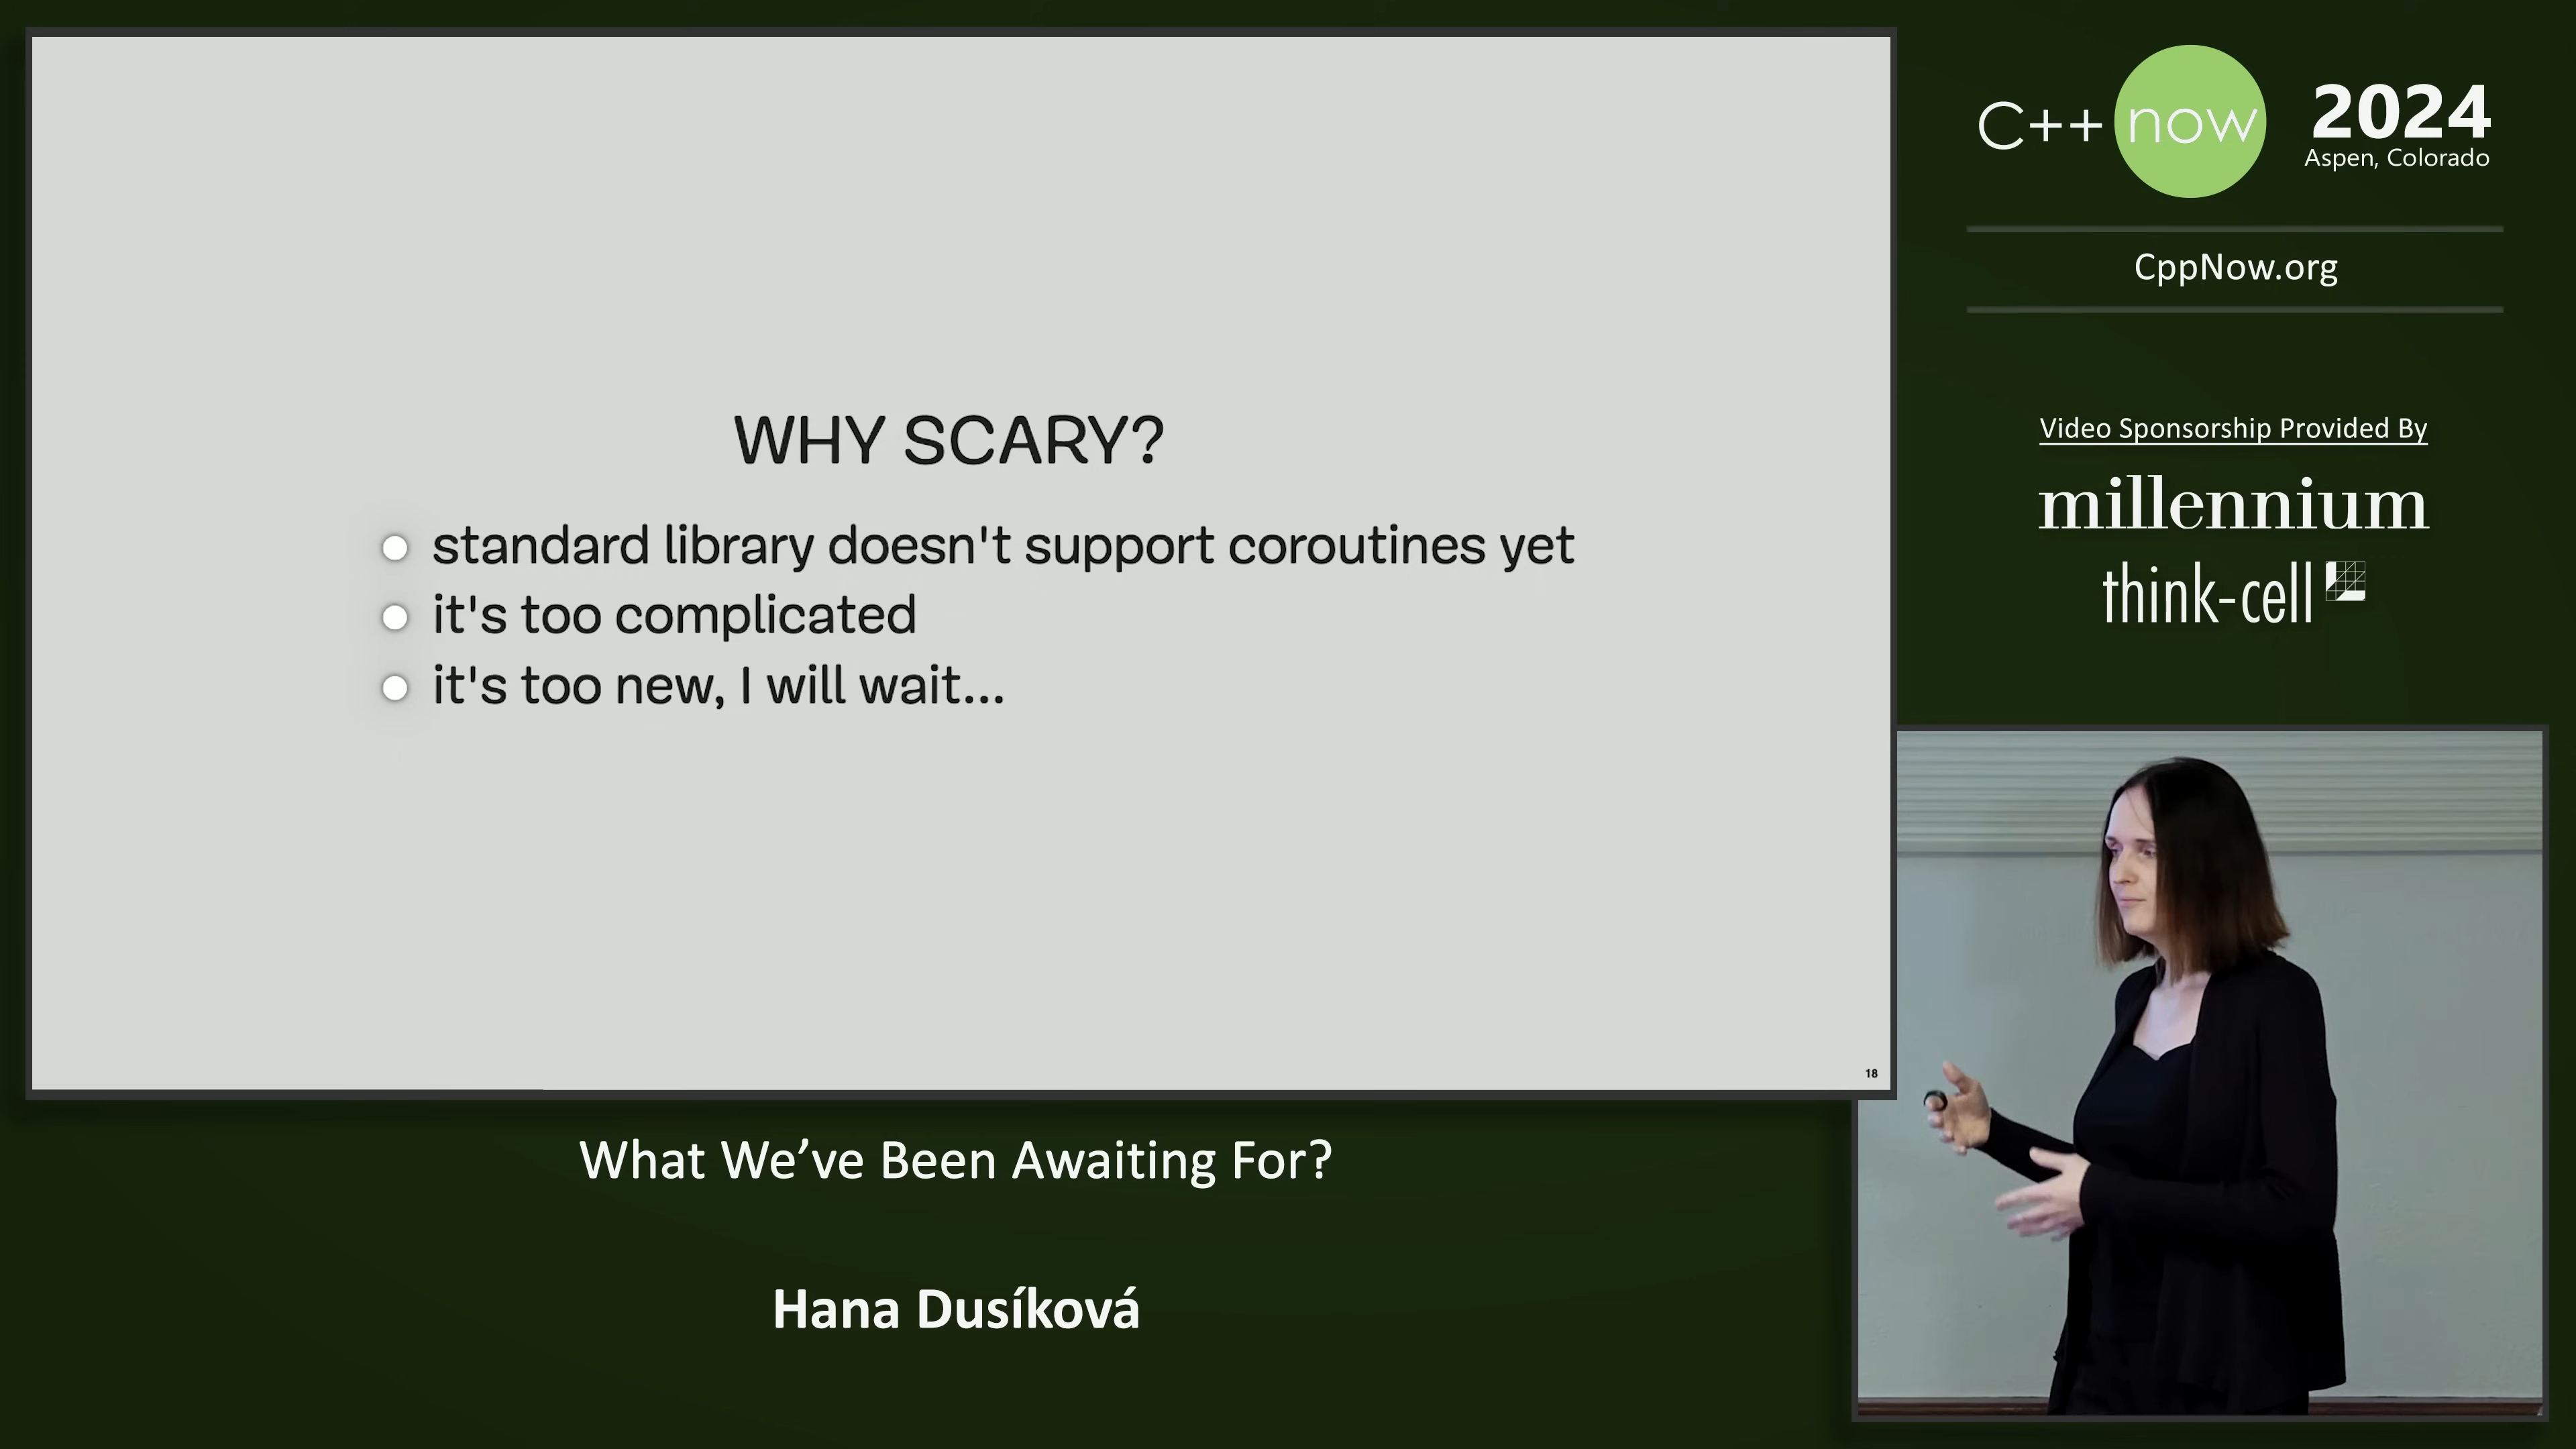 WHY SCARY?
standard library doesn't support coroutines yet
it's too complicated
it's too new, I will wait...
18
What We’ve Been Awaiting For?
Hana Dusíková
C++ now
2024
Aspen, Colorado
CppNow.org
Video Sponsorship Provided By
millennium
think-cell